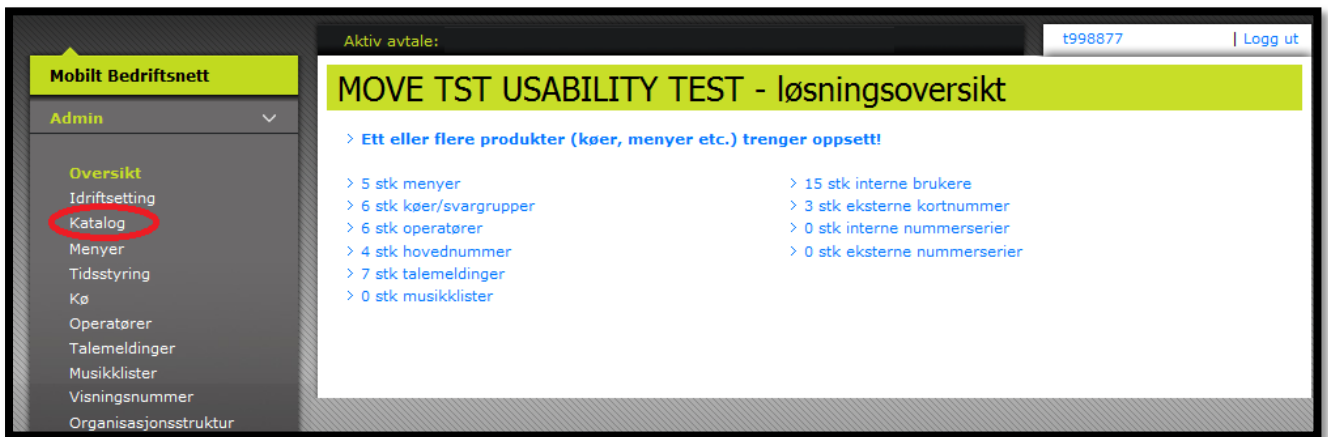 Aktiv avtale:
t998877 | Logg ut
Mobilt Bedriftsnett
Admin
Oversikt
Idriftsetting
Katalog
Menyer
Tidsstyring
Kø
Operatører
Talemeldinger
Musikklister
Visningsnummer
Organisasjonsstruktur
MOVE TST USABILITY TEST - løsningsoversikt
> Ett eller flere produkter (køer, menyer etc.) trenger oppsett!
> 5 stk menyer
> 6 stk køer/svargrupper
> 6 stk operatører
> 4 stk hovednummer
> 7 stk talemeldinger
> 0 stk musikklister
> 15 stk interne brukere
> 3 stk eksterne kortnummer
> 0 stk interne nummerserier
> 0 stk eksterne nummerserier